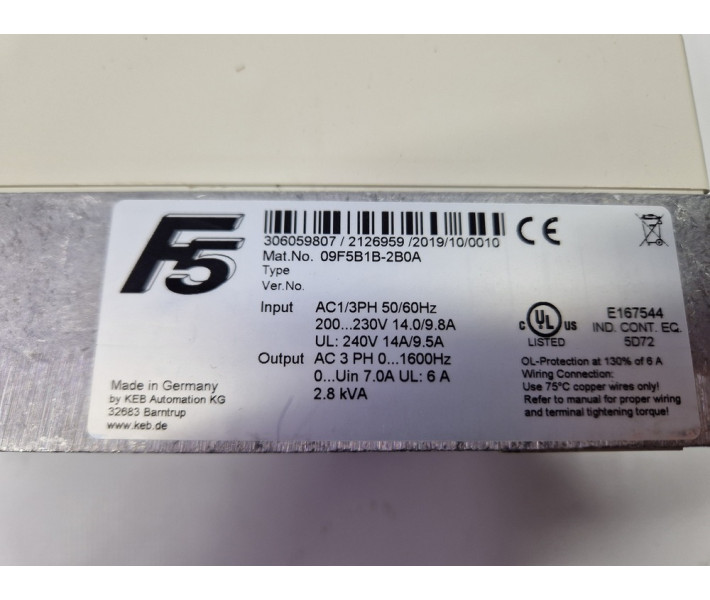 F5
306059807 / 2126959 /2019/10/0010
CE
Mat.No. 09F5B1B-2B0A
Type
Ver.No.
Input AC1/3PH 50/60Hz
200...230V 14.0/9.8A
UL: 240V 14A/9.5A
Output AC 3 PH 0...1600Hz
0...Uin 7.0A UL: 6 A
2.8 kVA
Made in Germany
by KEB Automation KG
32683 Barntrup
www.keb.de
C UL US
LISTED
E167544
IND. CONT. EQ.
5D72
OL-Protection at 130% of 6 A
Wiring Connection:
Use 75°C copper wires only!
Refer to manual for proper wiring
and terminal tightening torque!